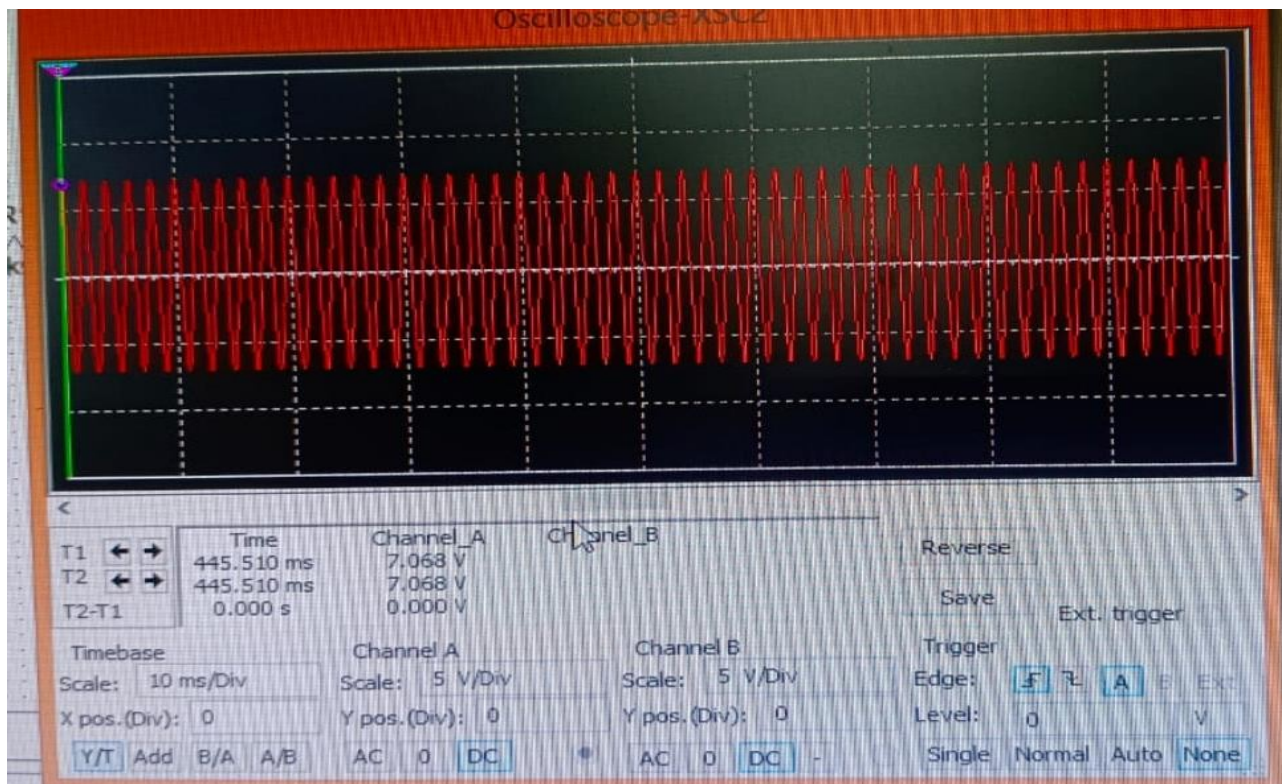 Oscilloscope-XSC2
R
T1
Time
Channel_A
Channel_B
445.510 ms
7.068 V
T2
445.510 ms
7.068 V
T2-T1
0.000 s
0.000 V
Reverse
Save
Ext. trigger
Timebase
Channel A
Channel B
Trigger
Scale: 10 ms/Div
Scale: 5 V/Div
Scale: 5 V/Div
Edge: A B Ext
X pos.(Div): 0
Y pos.(Div): 0
Y pos.(Div): 0
Level: 0 V
Y/T Add B/A A/B
AC 0 DC
AC 0 DC -
Single Normal Auto None